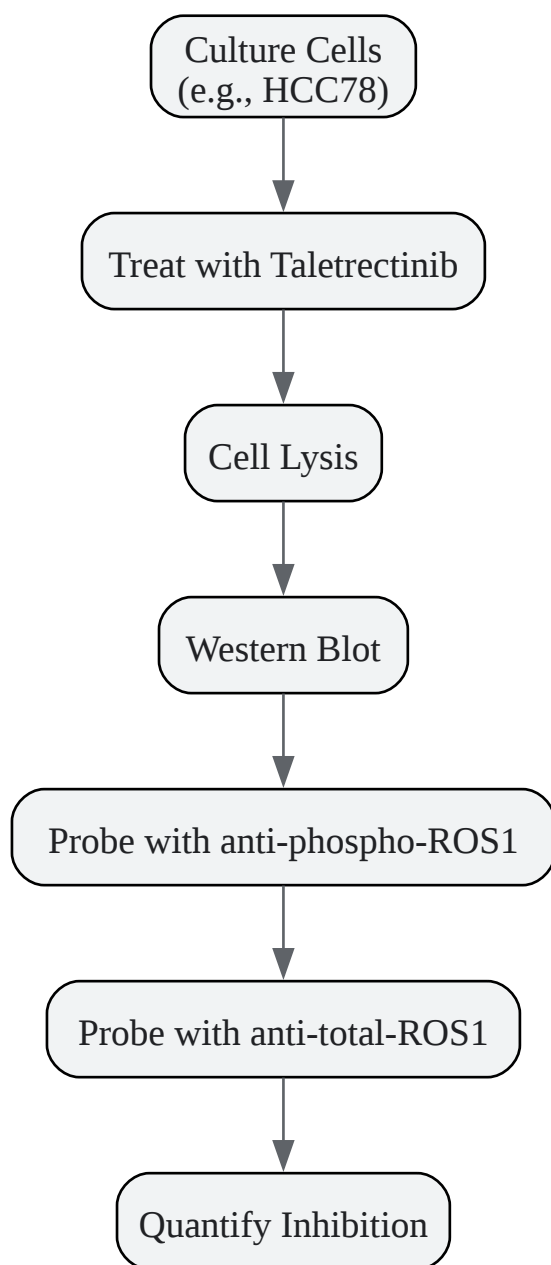 Culture Cells
(e.g., HCC78)
Treat with Taletrectinib
Cell Lysis
Western Blot
Probe with anti-phospho-ROS1
Probe with anti-total-ROS1
Quantify Inhibition